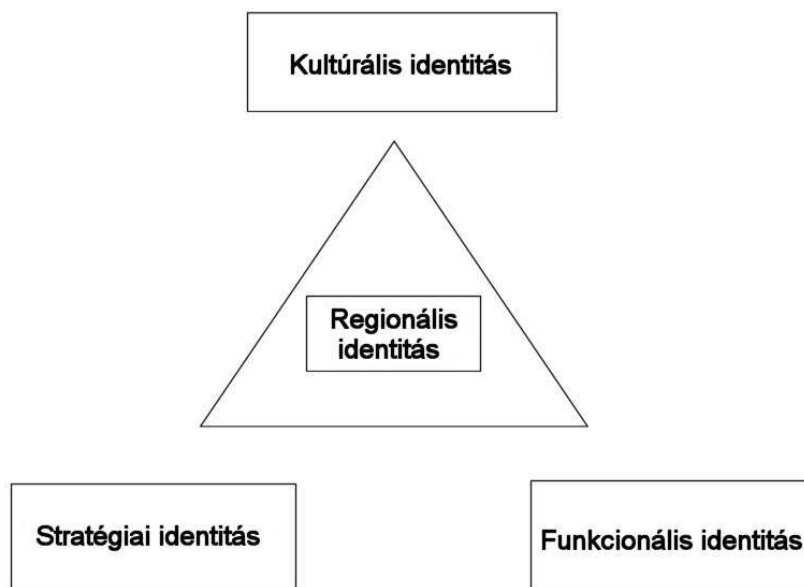 Kultúrális identitás
Regionális
identitás
Stratégiai identitás
Funkcionális identitás